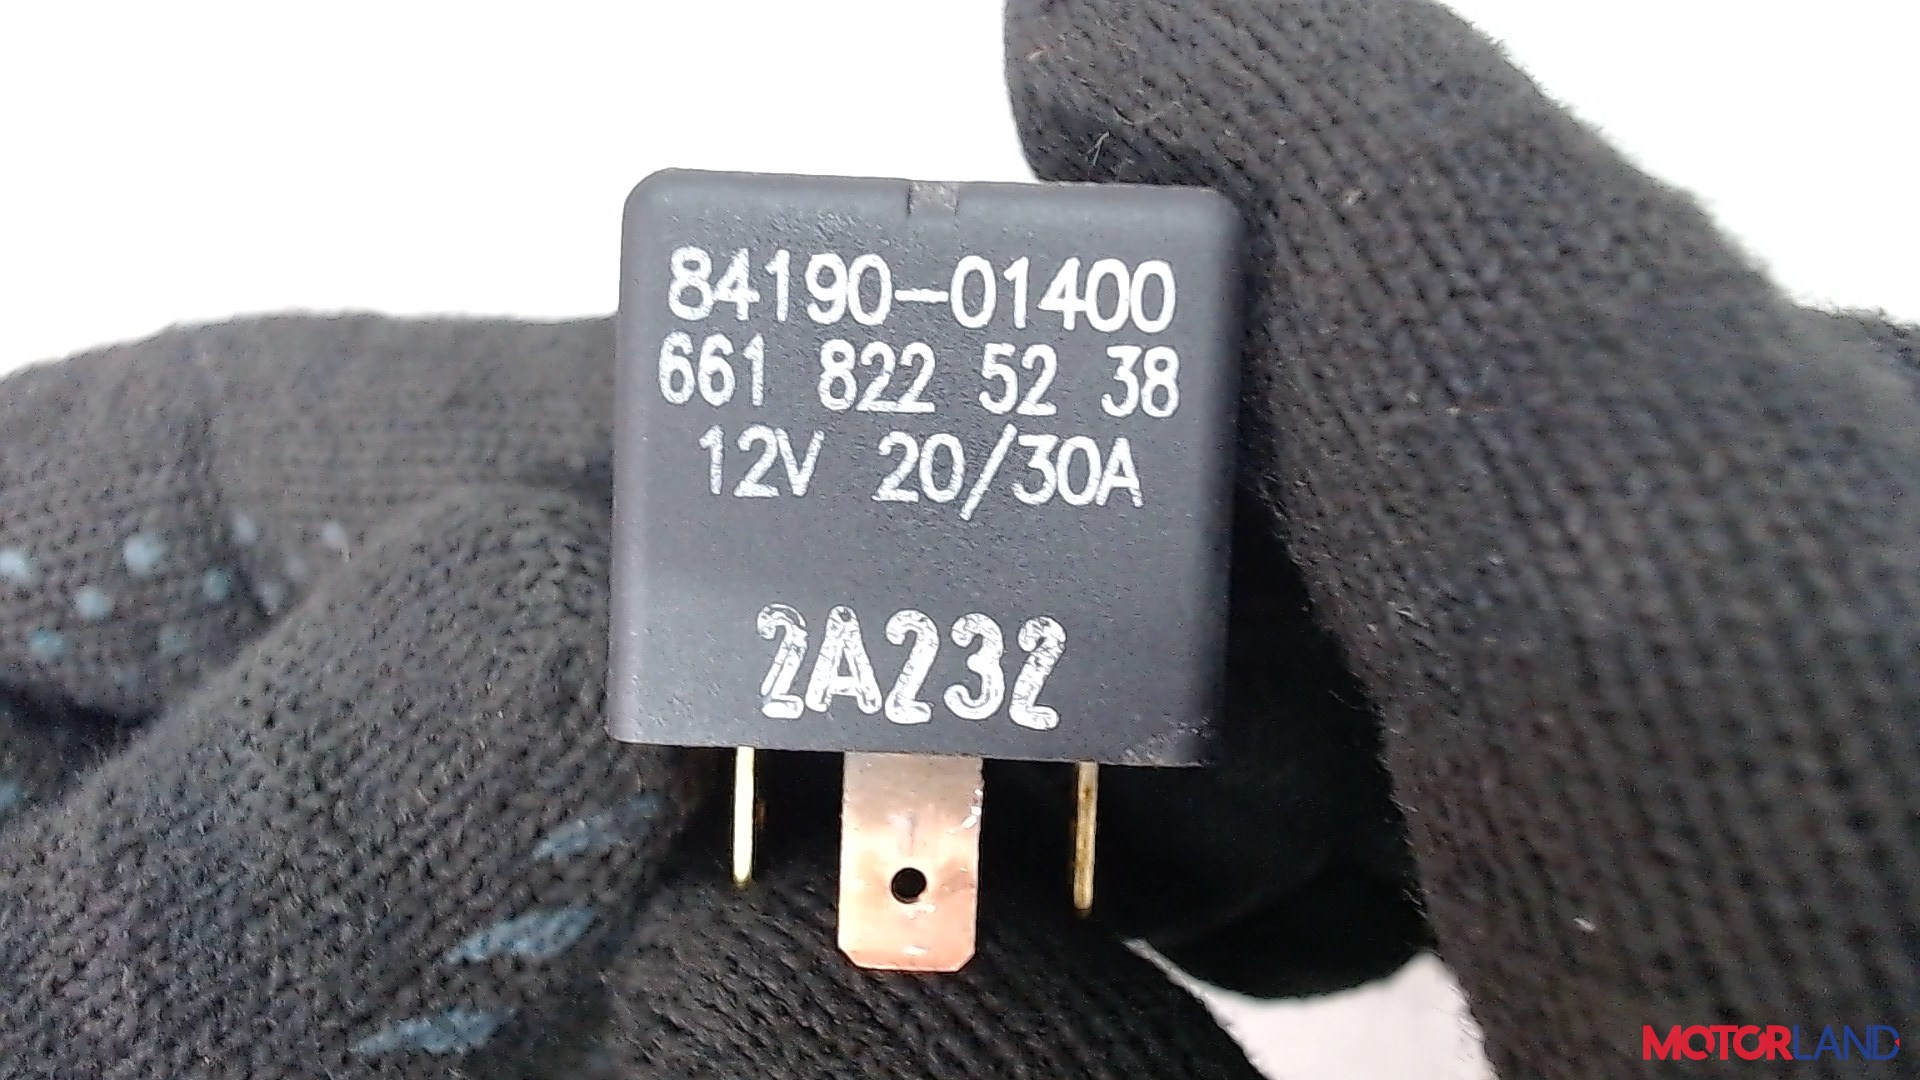 84190-01400
661 822 52 38
12V 20/30A
2A232
MOTORLAND